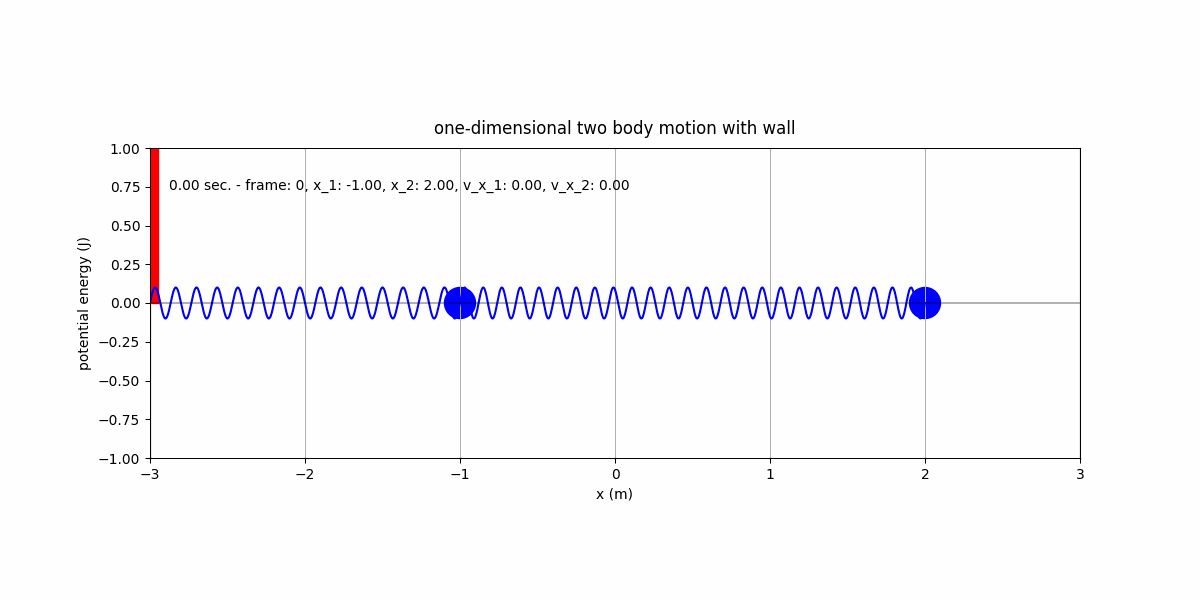 one-dimensional two body motion with wall
1.00
0.75
0.50
0.25
0.00
−0.25
−0.50
−0.75
−1.00
potential energy (J)
0.00 sec. - frame: 0, x_1: -1.00, x_2: 2.00, v_x_1: 0.00, v_x_2: 0.00
−3 −2 −1 0 1 2 3
x (m)